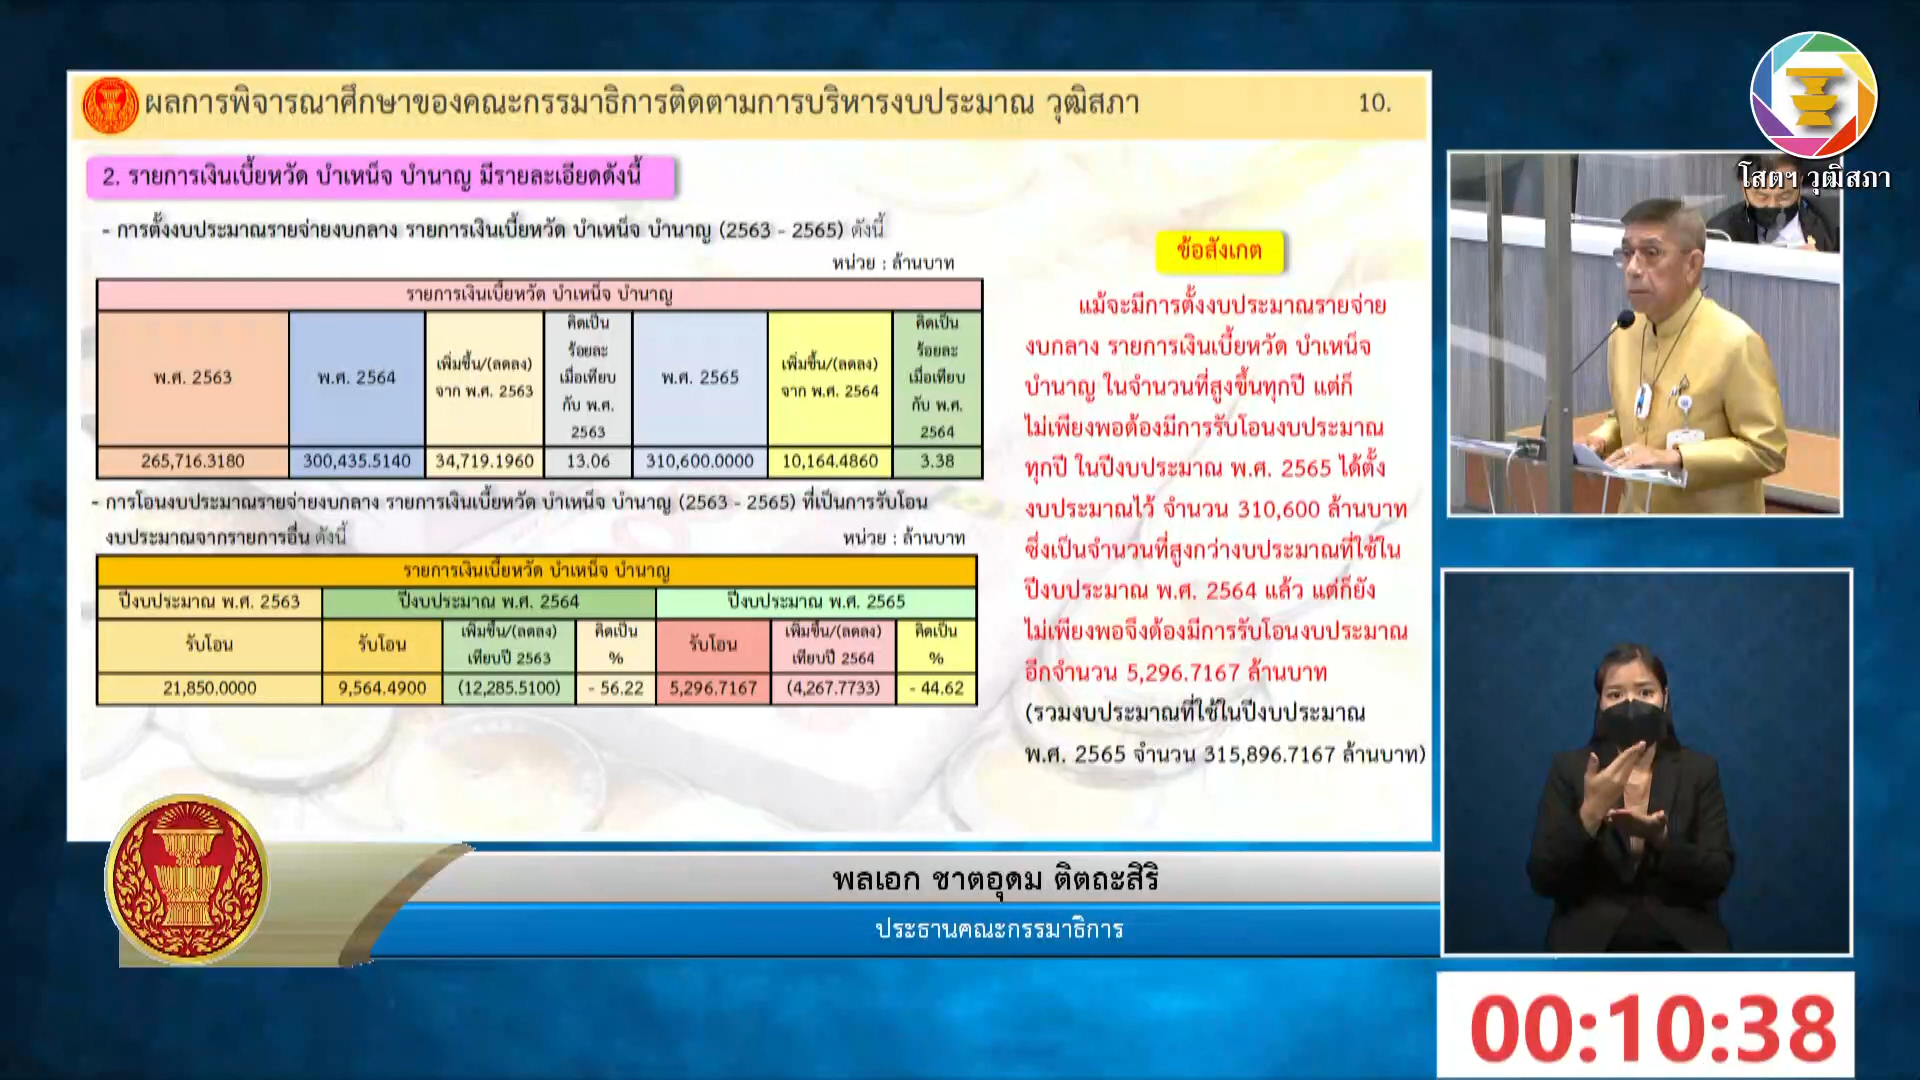 ผลการพิจารณาศึกษาของคณะกรรมาธิการติดตามการบริหารงบประมาณ วุฒิสภา
10.
โสตฯ วุฒิสภา
2. รายการเงินเบี้ยหวัด บำเหน็จ บำนาญ มีรายละเอียดดังนี้
- การตั้งงบประมาณรายจ่ายงบกลาง รายการเงินเบี้ยหวัด บำเหน็จ บำนาญ (2563 - 2565) ดังนี้
หน่วย : ล้านบาท
รายการเงินเบี้ยหวัด บำเหน็จ บำนาญ
พ.ศ. 2563
พ.ศ. 2564
เพิ่มขึ้น/(ลดลง)
จาก พ.ศ. 2563
คิดเป็น
ร้อยละ
เมื่อเทียบ
กับ พ.ศ.
2563
พ.ศ. 2565
เพิ่มขึ้น/(ลดลง)
จาก พ.ศ. 2564
คิดเป็น
ร้อยละ
เมื่อเทียบ
กับ พ.ศ.
2564
265,716.3180 300,435.5140 34,719.1960 13.06 310,600.0000 10,164.4860 3.38
- การโอนงบประมาณรายจ่ายงบกลาง รายการเงินเบี้ยหวัด บำเหน็จ บำนาญ (2563 - 2565) ที่เป็นการรับโอน
งบประมาณจากรายการอื่น ดังนี้
หน่วย : ล้านบาท
รายการเงินเบี้ยหวัด บำเหน็จ บำนาญ
ปีงบประมาณ พ.ศ. 2563 ปีงบประมาณ พ.ศ. 2564 ปีงบประมาณ พ.ศ. 2565
รับโอน
รับโอน
เพิ่มขึ้น/(ลดลง)
เทียบปี 2563
คิดเป็น
%
รับโอน
เพิ่มขึ้น/(ลดลง)
เทียบปี 2564
คิดเป็น
%
21,850.0000 9,564.4900 (12,285.5100) - 56.22 5,296.7167 (4,267.7733) - 44.62
ข้อสังเกต
แม้จะมีการตั้งงบประมาณรายจ่าย
งบกลาง รายการเงินเบี้ยหวัด บำเหน็จ
บำนาญ ในจำนวนที่สูงขึ้นทุกปี แต่ก็
ไม่เพียงพอต้องมีการรับโอนงบประมาณ
ทุกปี ในปีงบประมาณ พ.ศ. 2565 ได้ตั้ง
งบประมาณไว้ จำนวน 310,600 ล้านบาท
ซึ่งเป็นจำนวนที่สูงกว่างบประมาณที่ใช้ใน
ปีงบประมาณ พ.ศ. 2564 แล้ว แต่ก็ยัง
ไม่เพียงพอจึงต้องมีการรับโอนงบประมาณ
อีกจำนวน 5,296.7167 ล้านบาท
(รวมงบประมาณที่ใช้ในปีงบประมาณ
พ.ศ. 2565 จำนวน 315,896.7167 ล้านบาท)
พลเอก ชาตอุดม ติตถะสิริ
ประธานคณะกรรมาธิการ
00:10:38